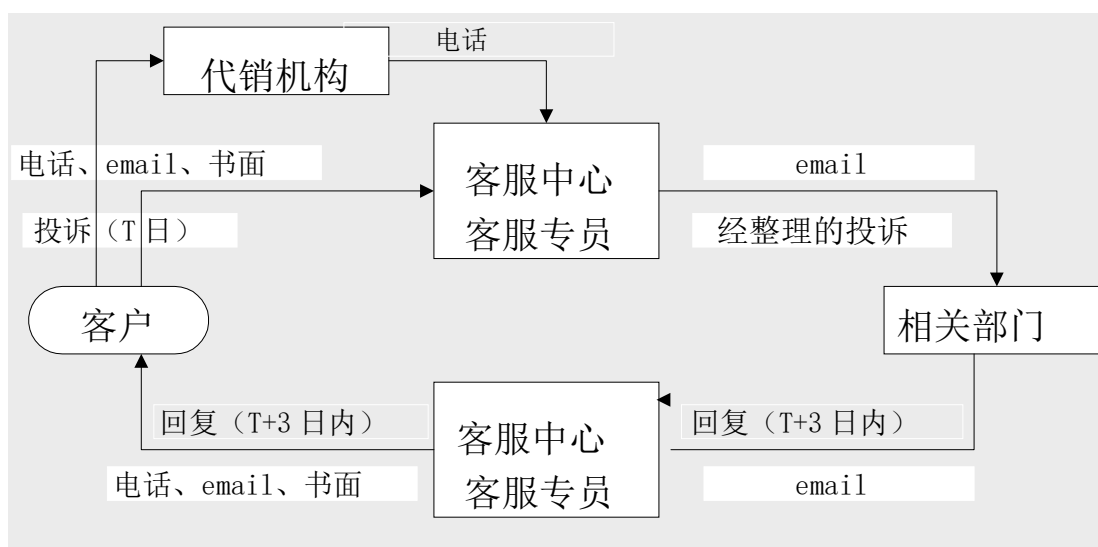 电话
代销机构
电话、email、书面
客服中心
客服专员
email
投诉（T 日）
经整理的投诉
客户
相关部门
回复（T+3 日内）
客服中心
客服专员
回复（T+3 日内）
电话、email、书面
email